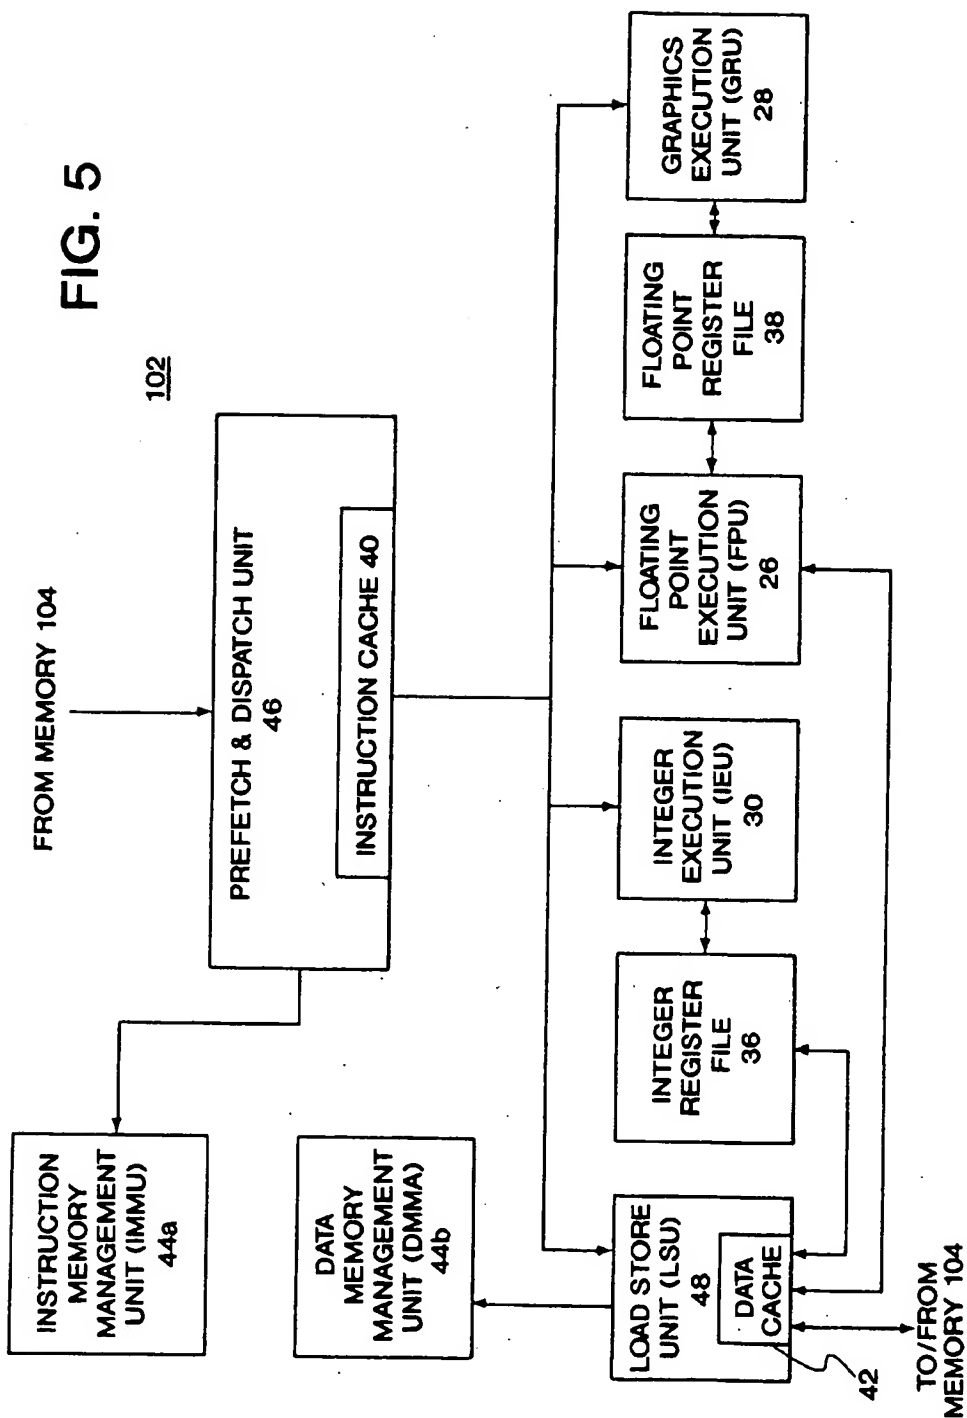 FIG. 5
102
FROM MEMORY 104
PREFETCH & DISPATCH UNIT
46
INSTRUCTION CACHE 40
INSTRUCTION
MEMORY
MANAGEMENT
UNIT (IMMU)
44a
DATA
MEMORY
MANAGEMENT
UNIT (DMMA)
44b
LOAD STORE
UNIT (LSU)
48
DATA
CACHE
42
TO/FROM
MEMORY 104
INTEGER
REGISTER
FILE
36
INTEGER
EXECUTION
UNIT (IEU)
30
FLOATING
POINT
EXECUTION
UNIT (FPU)
26
FLOATING
POINT
REGISTER
FILE
38
GRAPHICS
EXECUTION
UNIT (GRU)
28